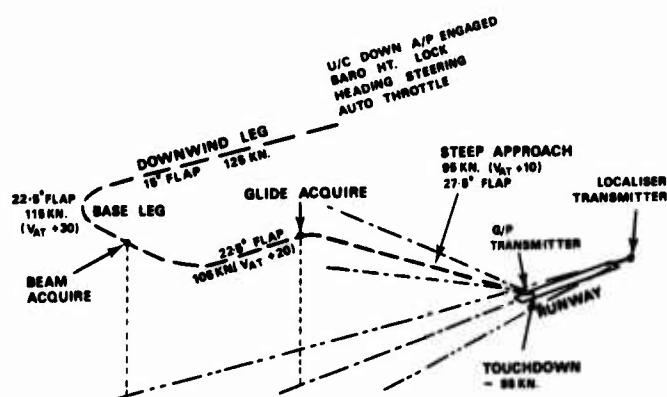 U/C DOWN A/P ENGAGED
BARO HT. LOCK
HEADING STEERING
AUTO THROTTLE
DOWNWIND LEG
15° FLAP 125 KN.
22·5° FLAP
115 KN.
(VAT +30)
BASE LEG
BEAM
ACQUIRE
GLIDE ACQUIRE
22·5° FLAP
105 KN( VAT +20)
STEEP APPROACH
95 KN. (VAT +10)
27·5° FLAP
LOCALISER
TRANSMITTER
G/P
TRANSMITTER
RUNWAY
TOUCHDOWN
KN.